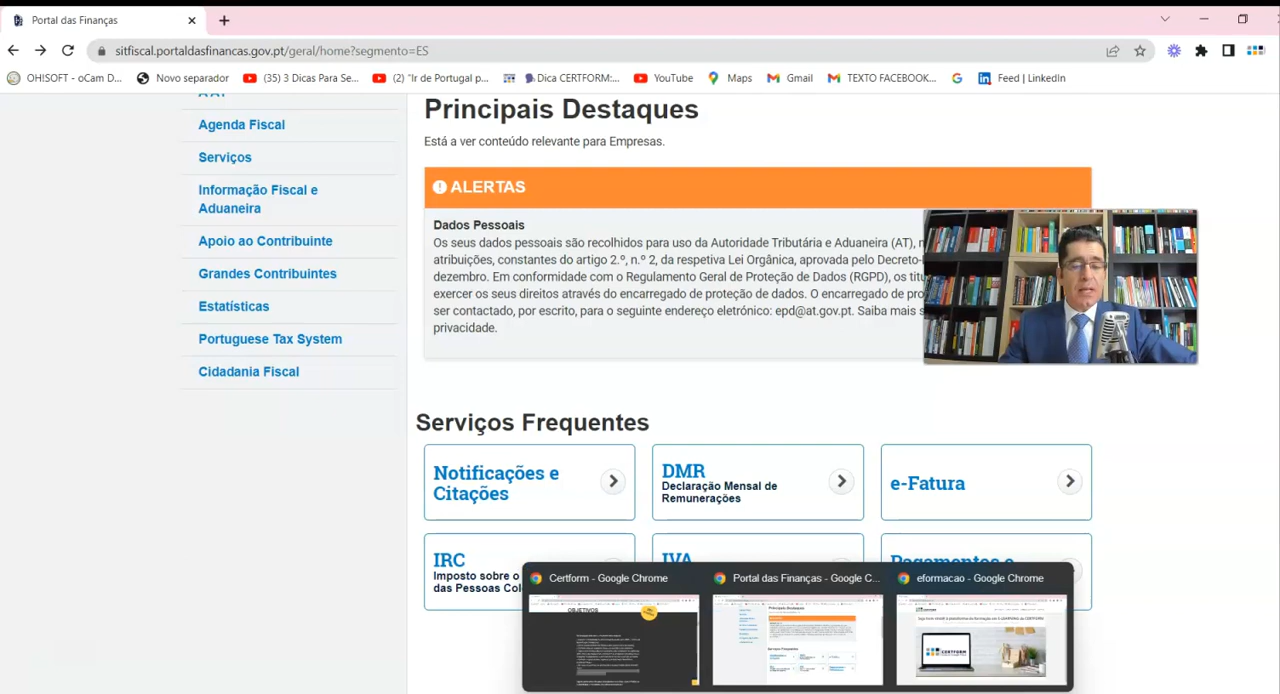 Portal das Finanças
sitfiscal.portaldasfinancas.gov.pt/geral/home?segmento=ES
OHISOFT - oCam D...
Novo separador
(35) 3 Dicas Para Se...
(2) "Ir de Portugal p...
Dica CERTFORM:...
YouTube
Maps
Gmail
TEXTO FACEBOOK...
Feed | LinkedIn
Agenda Fiscal
Serviços
Informação Fiscal e
Aduaneira
Apoio ao Contribuinte
Grandes Contribuintes
Estatísticas
Portuguese Tax System
Cidadania Fiscal
Principais Destaques
Está a ver conteúdo relevante para Empresas.
ALERTAS
Dados Pessoais
Os seus dados pessoais são recolhidos para uso da Autoridade Tributária e Aduaneira (AT),
atribuições, constantes do artigo 2.º, n.º 2, da respetiva Lei Orgânica, aprovada pelo Decreto-
dezembro. Em conformidade com o Regulamento Geral de Proteção de Dados (RGPD), os
exercer os seus direitos através do encarregado de proteção de dados. O encarregado de
ser contactado, por escrito, para o seguinte endereço eletrónico: epd@at.gov.pt. Saiba mais
privacidade.
Serviços Frequentes
Notificações e
Citações
DMR
Declaração Mensal de
Remunerações
e-Fatura
IRC
Imposto sobre o
das Pessoas
IVA
Pagamentos e
Certform - Google Chrome
Portal das Finanças - Google C...
eformacao - Google Chrome
OBJETIVOS
Principais Destaques
CERTFORM